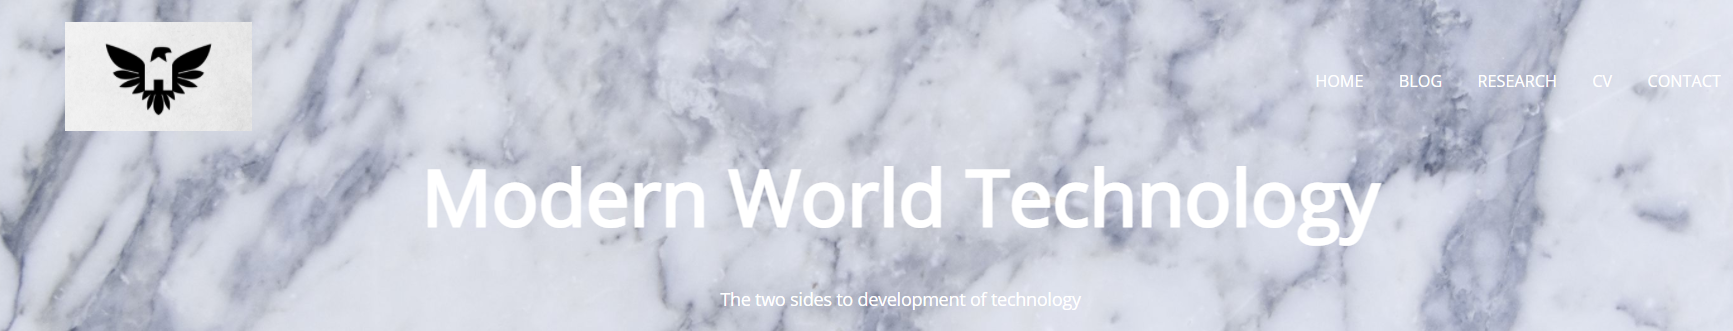 HOME BLOG RESEARCH CV CONTACT
Modern World Technology
The two sides to development of technology